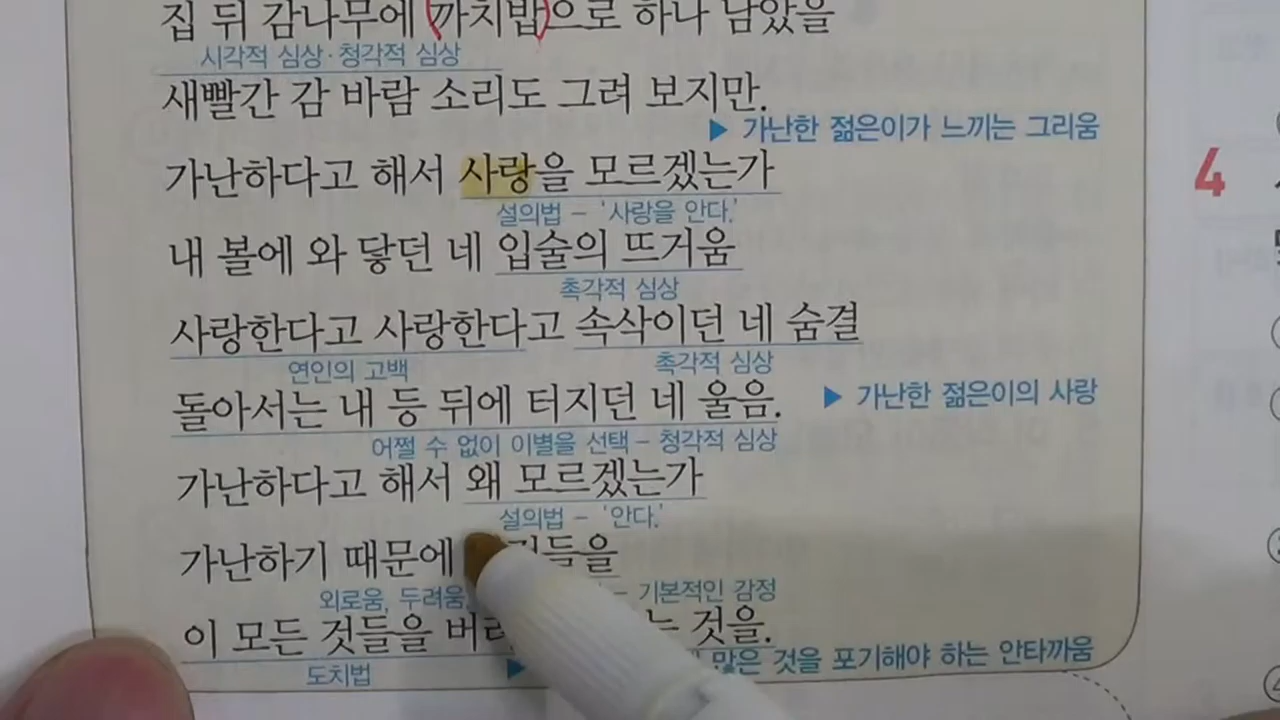 집 뒤 감나무에 까치밥으로 하나 남았을
시각적 심상·청각적 심상
새빨간 감 바람 소리도 그려 보지만.
▶ 가난한 젊은이가 느끼는 그리움
가난하다고 해서 사랑을 모르겠는가
설의법 – '사랑을 안다.'
내 볼에 와 닿던 네 입술의 뜨거움
촉각적 심상
사랑한다고 사랑한다고 속삭이던 네 숨결
연인의 고백 촉각적 심상
돌아서는 내 등 뒤에 터지던 네 울음.
▶ 가난한 젊은이의 사랑
어쩔 수 없이 이별을 선택 – 청각적 심상
가난하다고 해서 왜 모르겠는가
설의법 – '안다.'
가난하기 때문에 것들을
외로움, 두려움, – 기본적인 감정
이 모든 것들을 는 것을.
도치법
▶ 많은 것을 포기해야 하는 안타까움
4